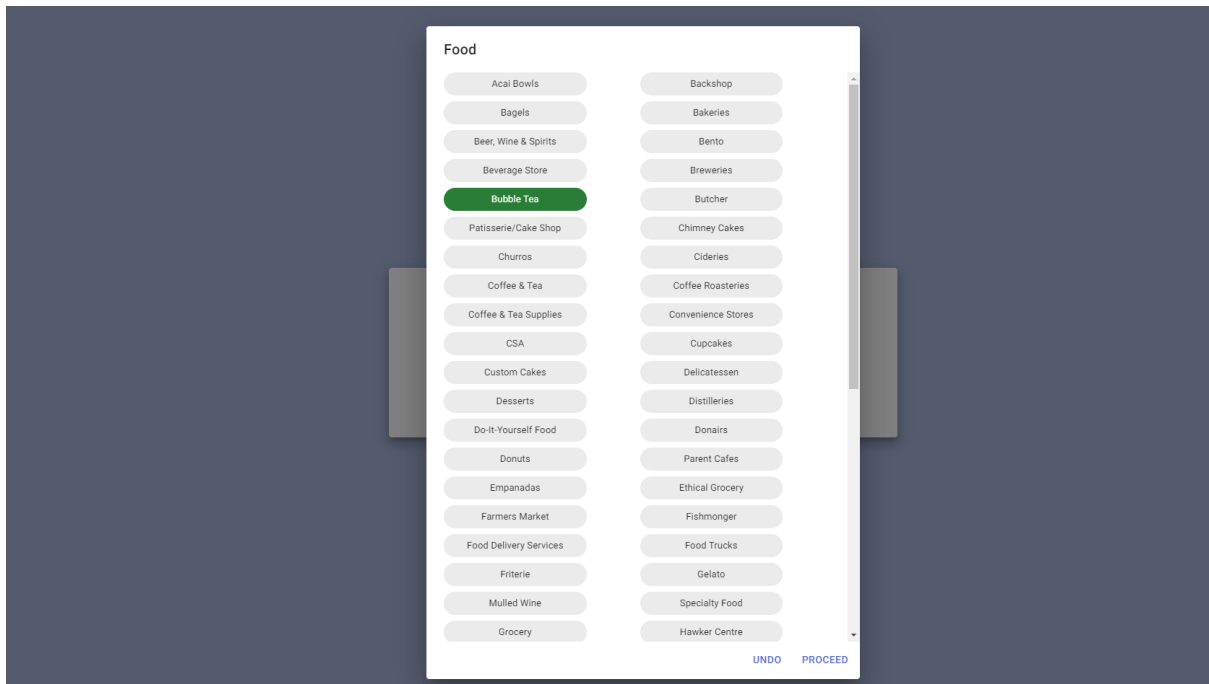 Food
Acai Bowls Backshop
Bagels Bakeries
Beer, Wine & Spirits Bento
Beverage Store Breweries
Bubble Tea Butcher
Patisserie/Cake Shop Chimney Cakes
Churros Cideries
Coffee & Tea Coffee Roasteries
Coffee & Tea Supplies Convenience Stores
CSA Cupcakes
Custom Cakes Delicatessen
Desserts Distilleries
Do-It-Yourself Food Donairs
Donuts Parent Cafes
Empanadas Ethical Grocery
Farmers Market Fishmonger
Food Delivery Services Food Trucks
Friterie Gelato
Mulled Wine Specialty Food
Grocery Hawker Centre
UNDO PROCEED